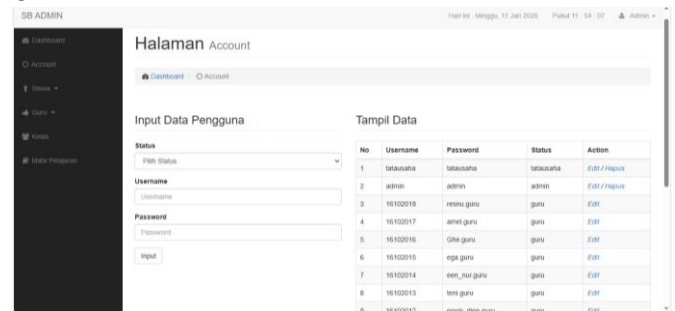 SB ADMIN
Hari ini : Minggu, 11 Jan 2026 Pukul 11 : 54 : 07 Admin
Dashboard
Account
Siswa
Guru
Kelas
Mata Pelajaran
Halaman Account
Dashboard / Account
Input Data Pengguna
Status
Pilih Status
Username
Username
Password
Password
Input
Tampil Data
No Username Password Status Action
1 tatausaha tatausaha tatausaha Edit / Hapus
2 admin admin admin Edit / Hapus
3 16102018 resnu.guru guru Edit
4 16102017 amel.guru guru Edit
5 16102016 Ghe.guru guru Edit
6 16102015 ega.guru guru Edit
7 16102014 een_nur.guru guru Edit
8 16102013 teni.guru guru Edit